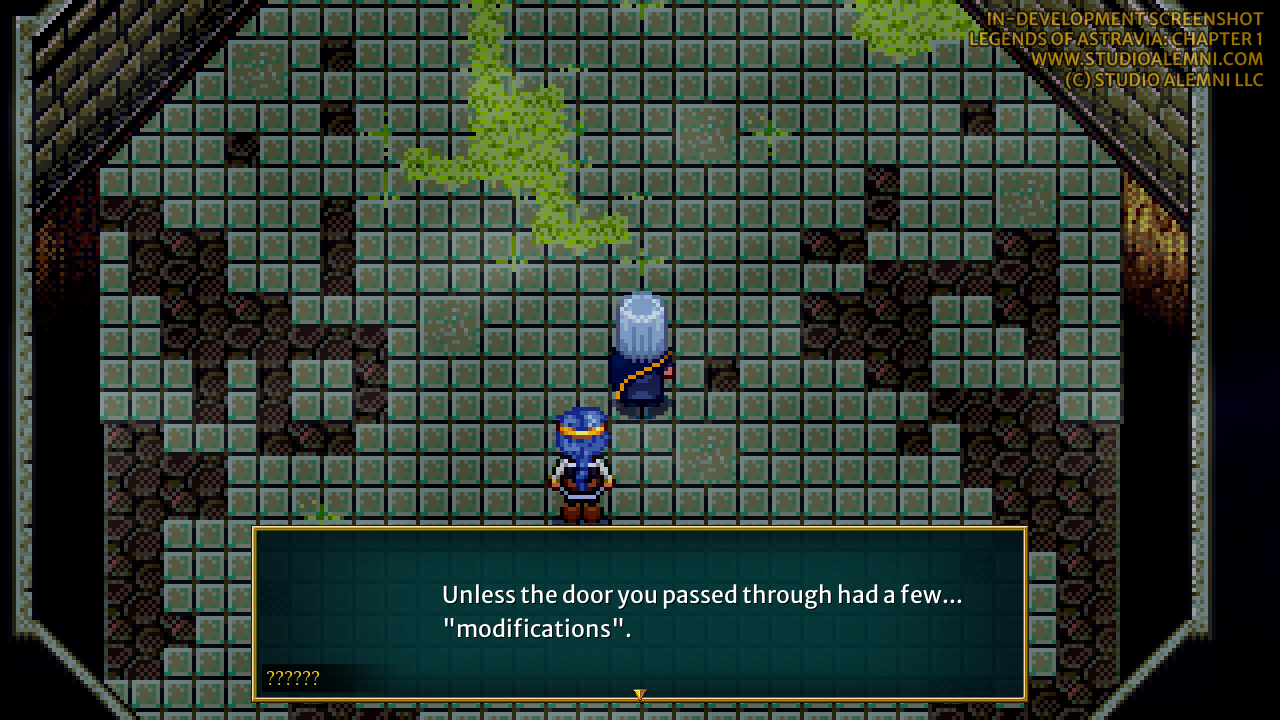 IN-DEVELOPMENT SCREENSHOT
LEGENDS OF ASTRAVIA: CHAPTER 1
WWW.STUDIOALEMNI.COM
(C) STUDIO ALEMNI LLC
Unless the door you passed through had a few...
"modifications".
??????